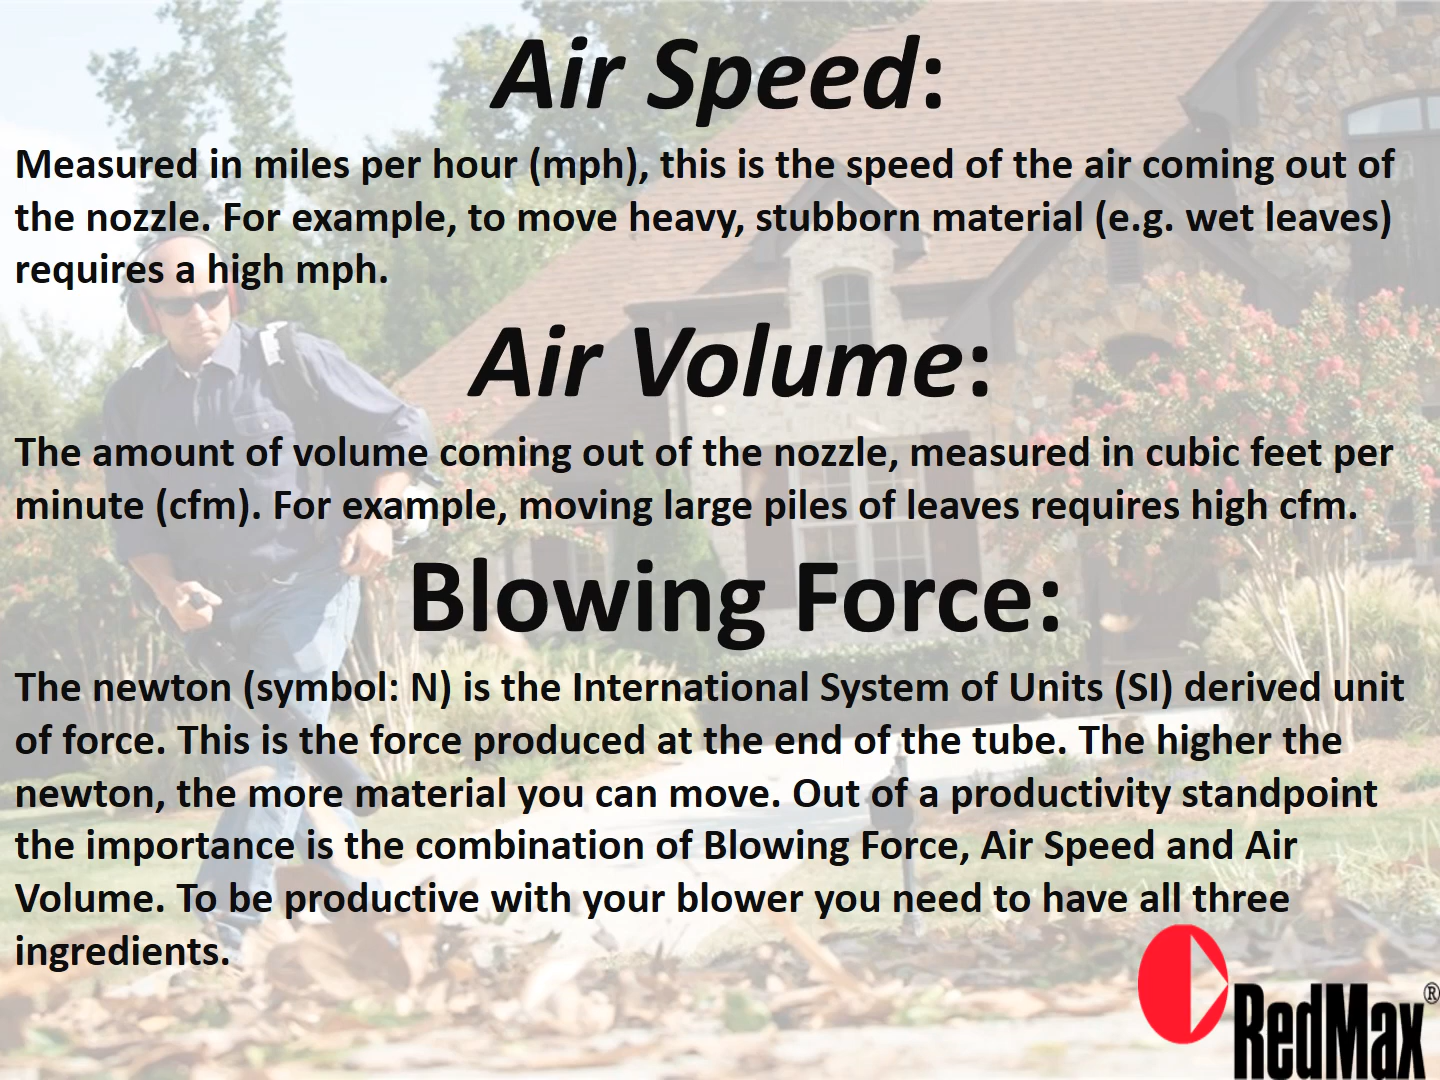 Air Speed:
Measured in miles per hour (mph), this is the speed of the air coming out of
the nozzle. For example, to move heavy, stubborn material (e.g. wet leaves)
requires a high mph.
Air Volume:
The amount of volume coming out of the nozzle, measured in cubic feet per
minute (cfm). For example, moving large piles of leaves requires high cfm.
Blowing Force:
The newton (symbol: N) is the International System of Units (SI) derived unit
of force. This is the force produced at the end of the tube. The higher the
newton, the more material you can move. Out of a productivity standpoint
the importance is the combination of Blowing Force, Air Speed and Air
Volume. To be productive with your blower you need to have all three
ingredients.
RedMax®